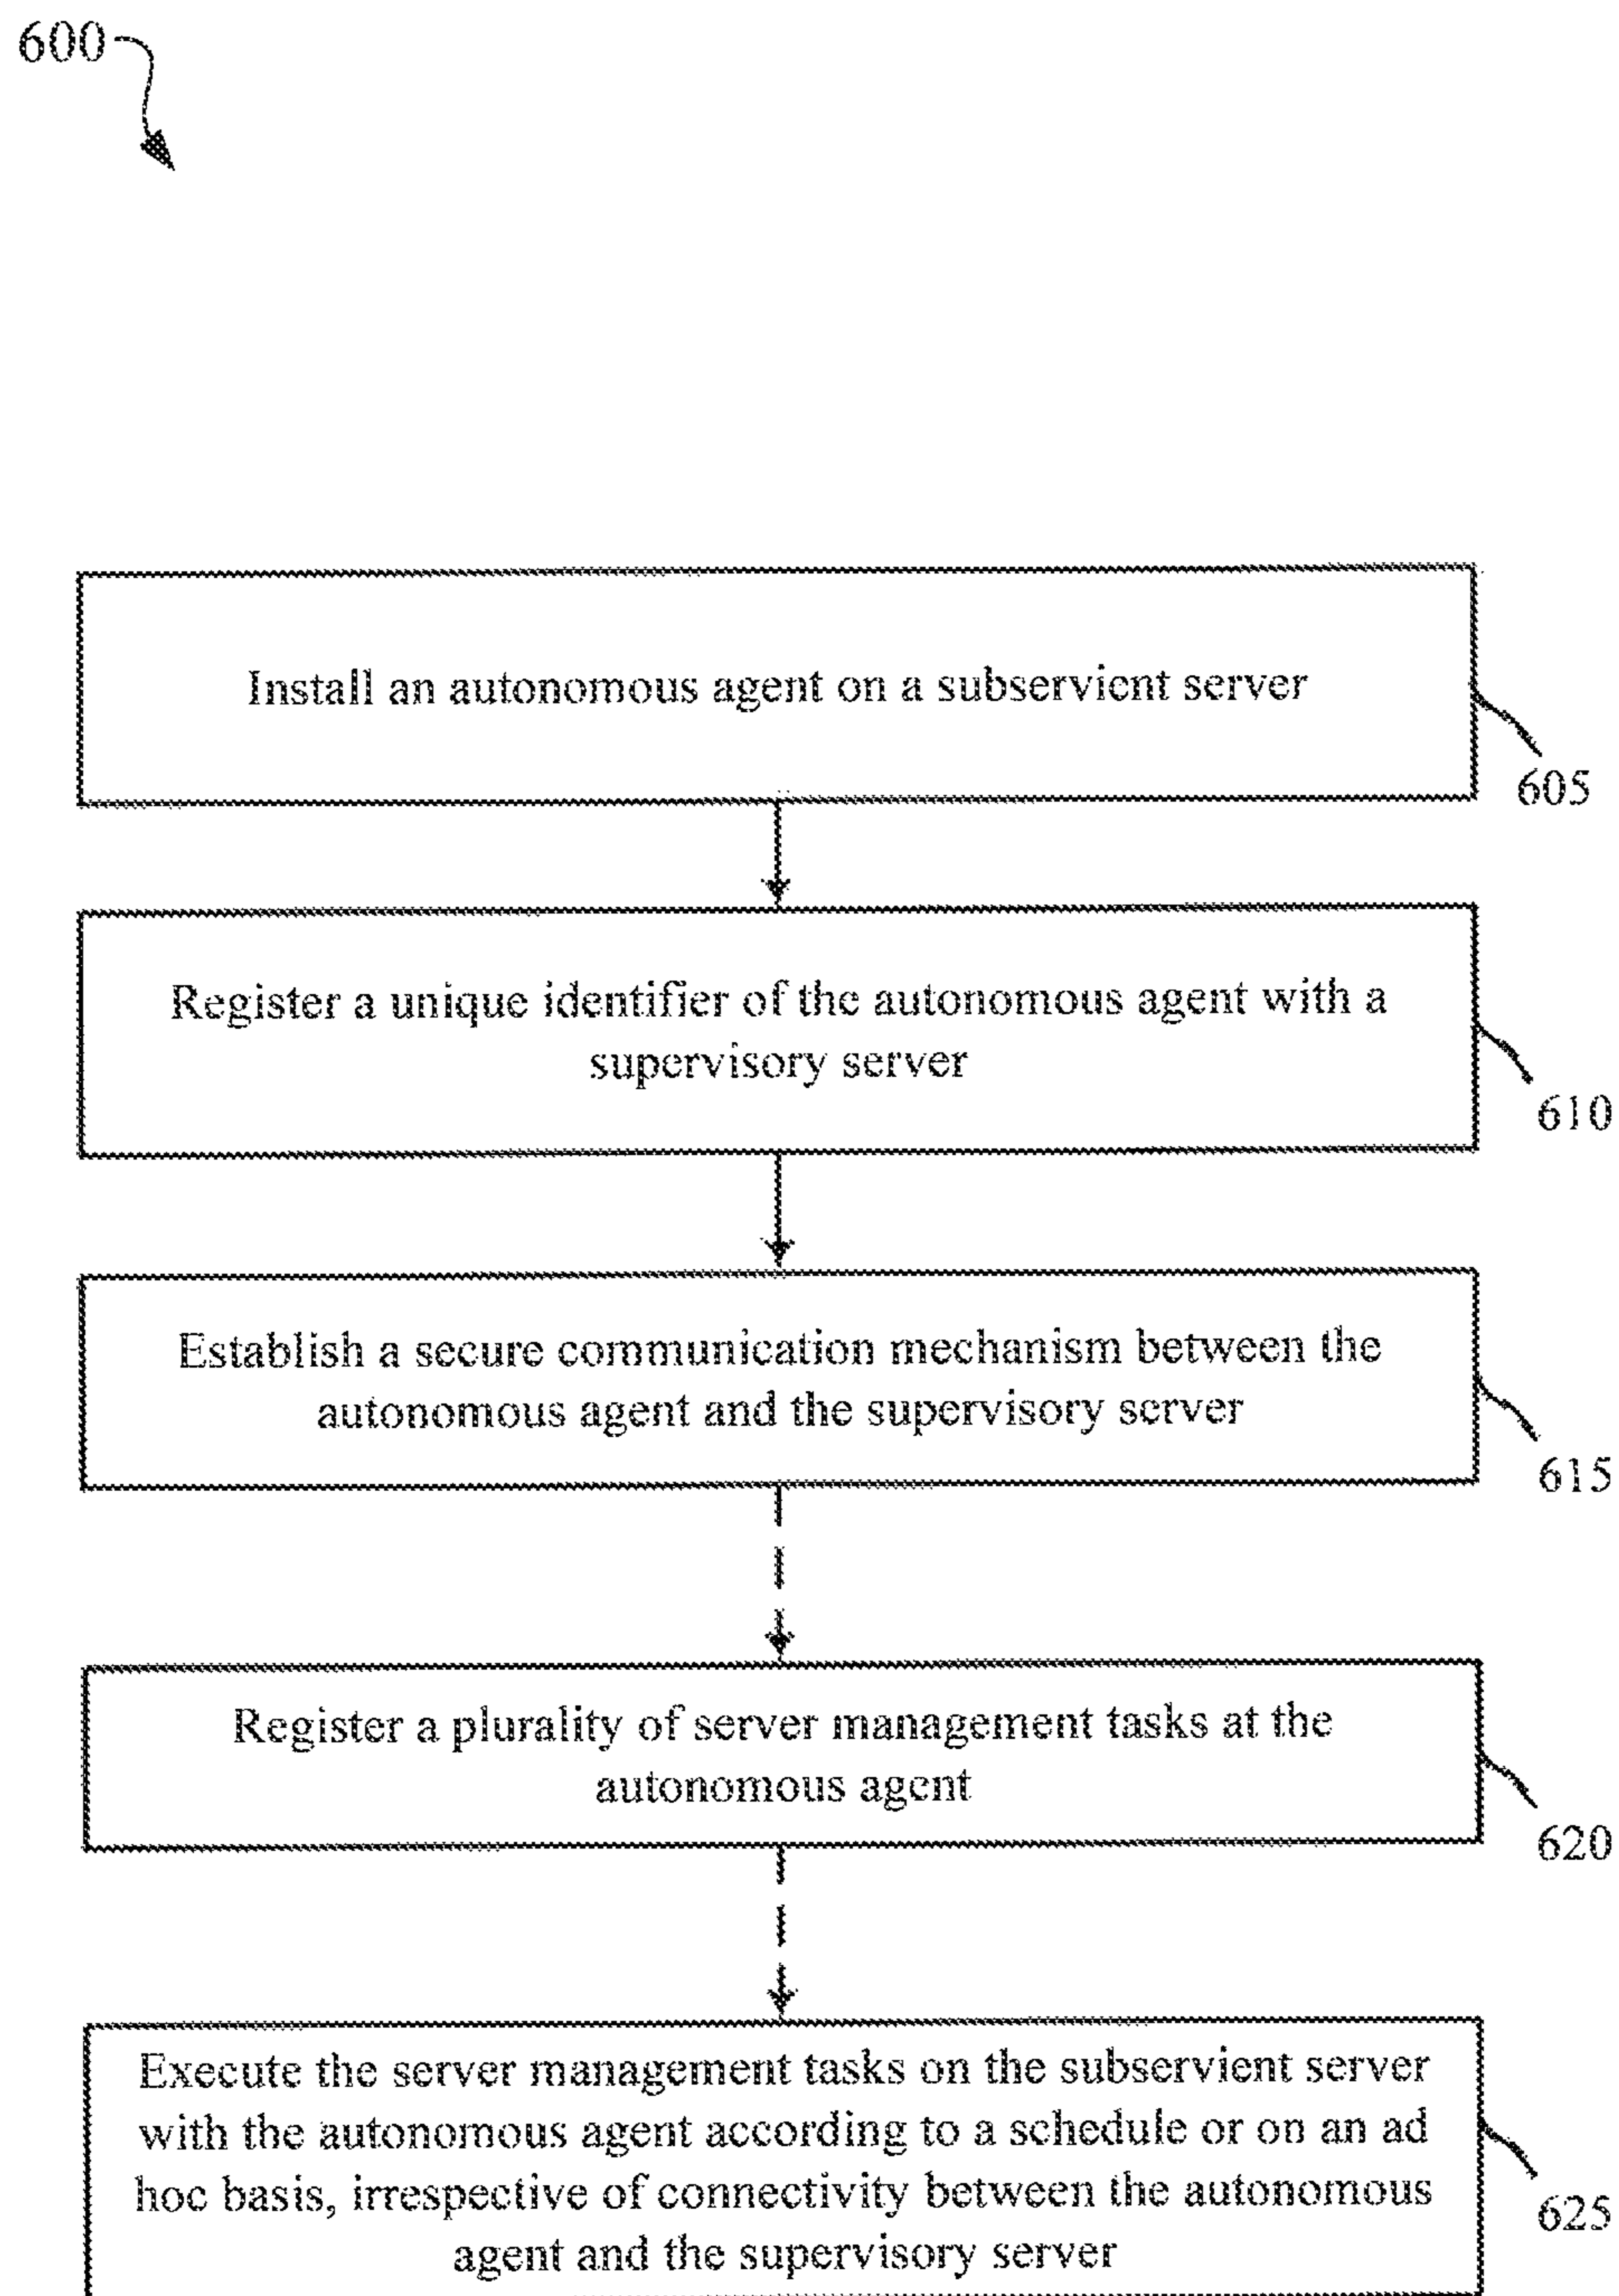 600
Install an autonomous agent on a subservient server
605
Register a unique identifier of the autonomous agent with a
supervisory server
610
Establish a secure communication mechanism between the
autonomous agent and the supervisory server
615
Register a plurality of server management tasks at the
autonomous agent
620
Execute the server management tasks on the subservient server
with the autonomous agent according to a schedule or on an ad
hoc basis, irrespective of connectivity between the autonomous
agent and the supervisory server
625